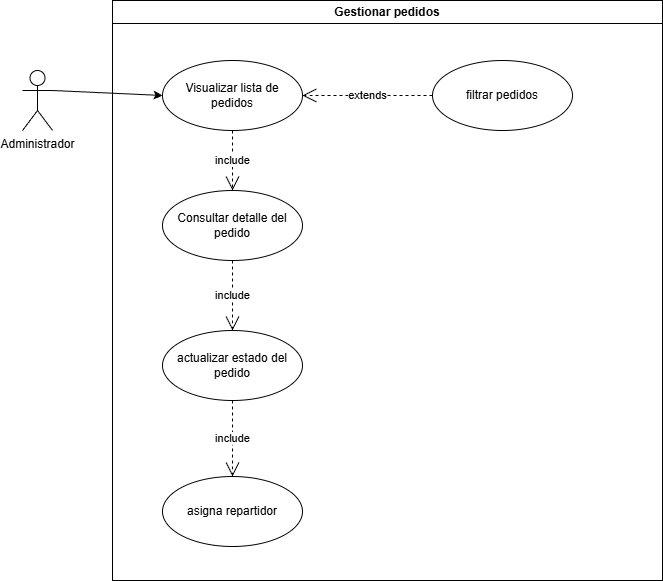 Gestionar pedidos
Visualizar lista de
pedidos
extends
filtrar pedidos
Administrador
include
Consultar detalle del
pedido
include
actualizar estado del
pedido
include
asigna repartidor